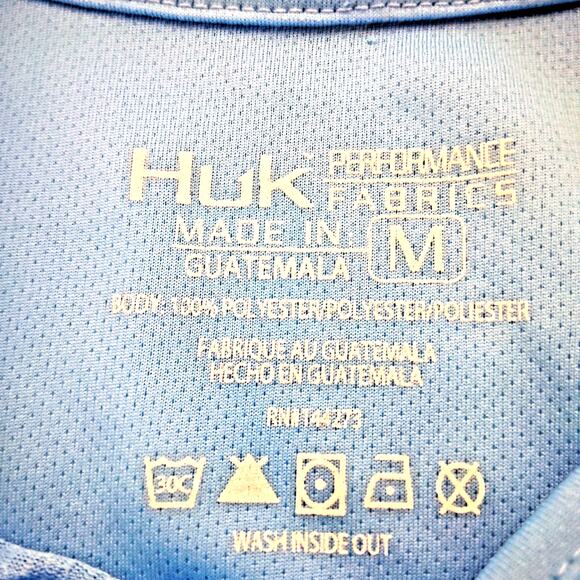 HUK PERFORMANCE FABRICS
MADE IN GUATEMALA M
BODY: 100% POLYESTER/POLYESTER/POLIESTER
FABRIQUE AU GUATEMALA
HECHO EN GUATEMALA
RN#144273
30C
WASH INSIDE OUT